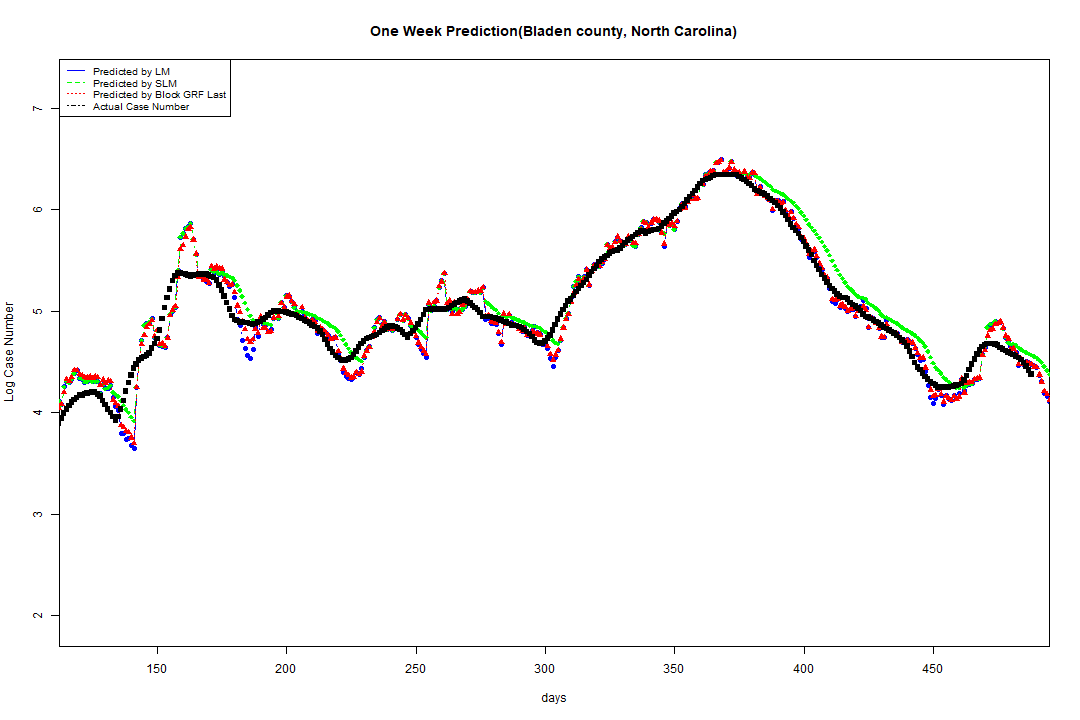 One Week Prediction(Bladen county, North Carolina)
Predicted by LM
Predicted by SLM
Predicted by Block GRF Last
Actual Case Number
Log Case Number
7
6
5
4
3
2
150 200 250 300 350 400 450
days